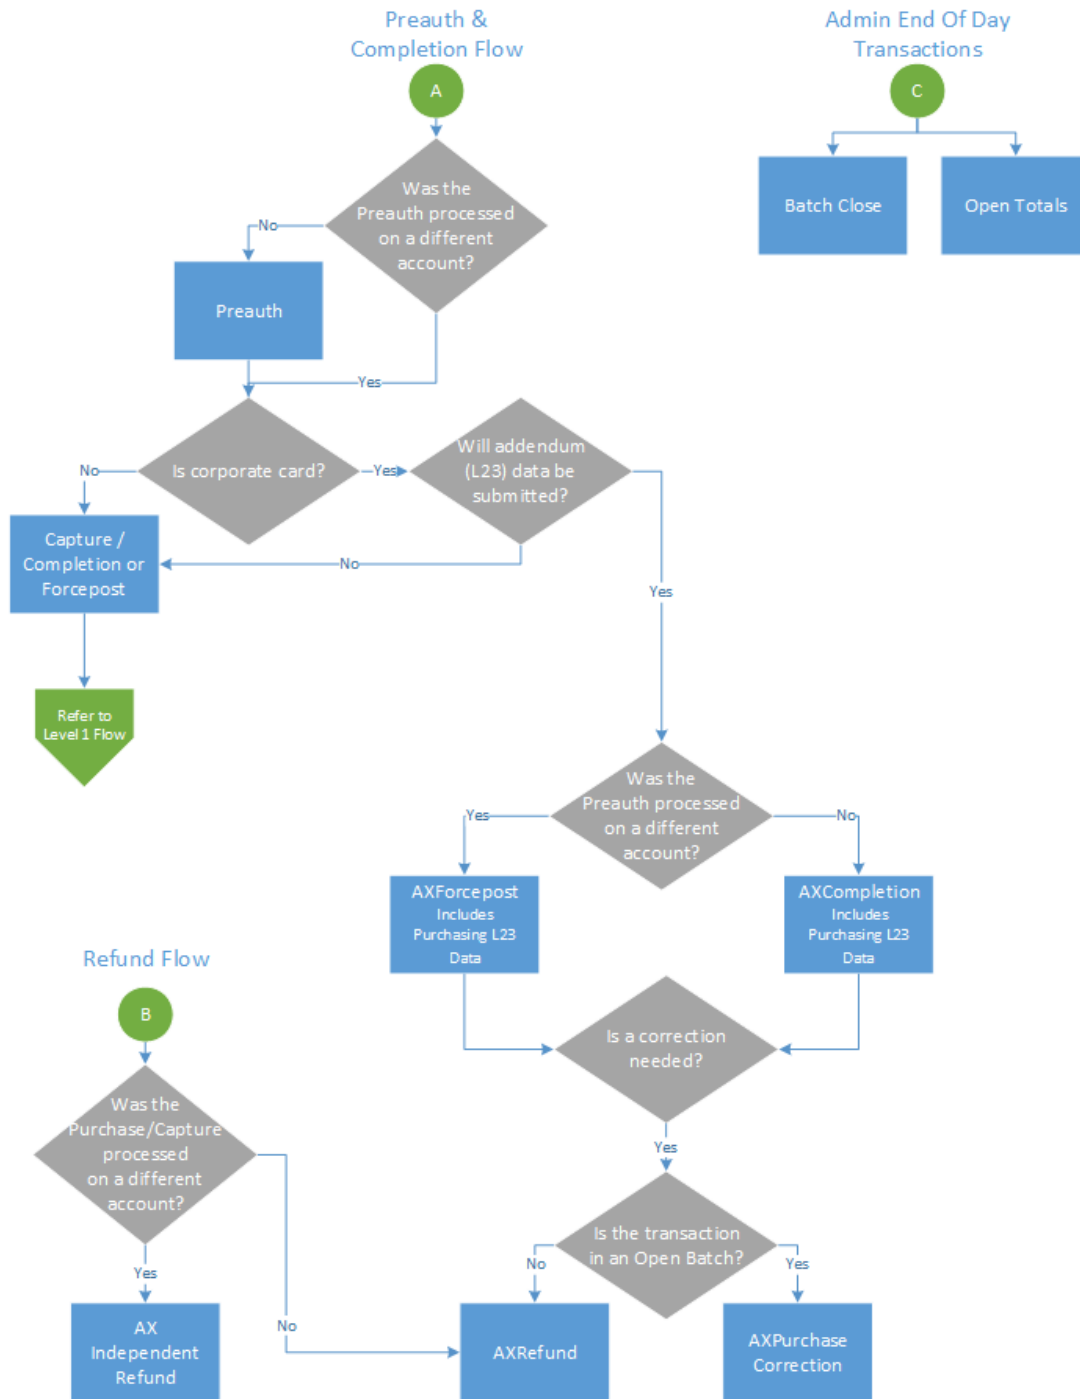 Preauth &
Completion Flow
Admin End Of Day
Transactions
A
C
Was the
Preauth processed
on a different
account?
Batch Close
Open Totals
No
Preauth
Yes
Is corporate card?
Yes
Will addendum
(L23) data be
submitted?
No
Capture /
Completion or
Forcepost
No
Yes
Refer to
Level 1 Flow
Was the
Preauth processed
on a different
account?
Yes
No
AXForcepost
Includes
Purchasing L23
Data
AXCompletion
Includes
Purchasing L23
Data
Refund Flow
B
Is a correction
needed?
Was the
Purchase/Capture
processed
on a different
account?
Yes
Is the transaction
in an Open Batch?
No
Yes
Yes
No
AX
Independent
Refund
AXRefund
AXPurchase
Correction